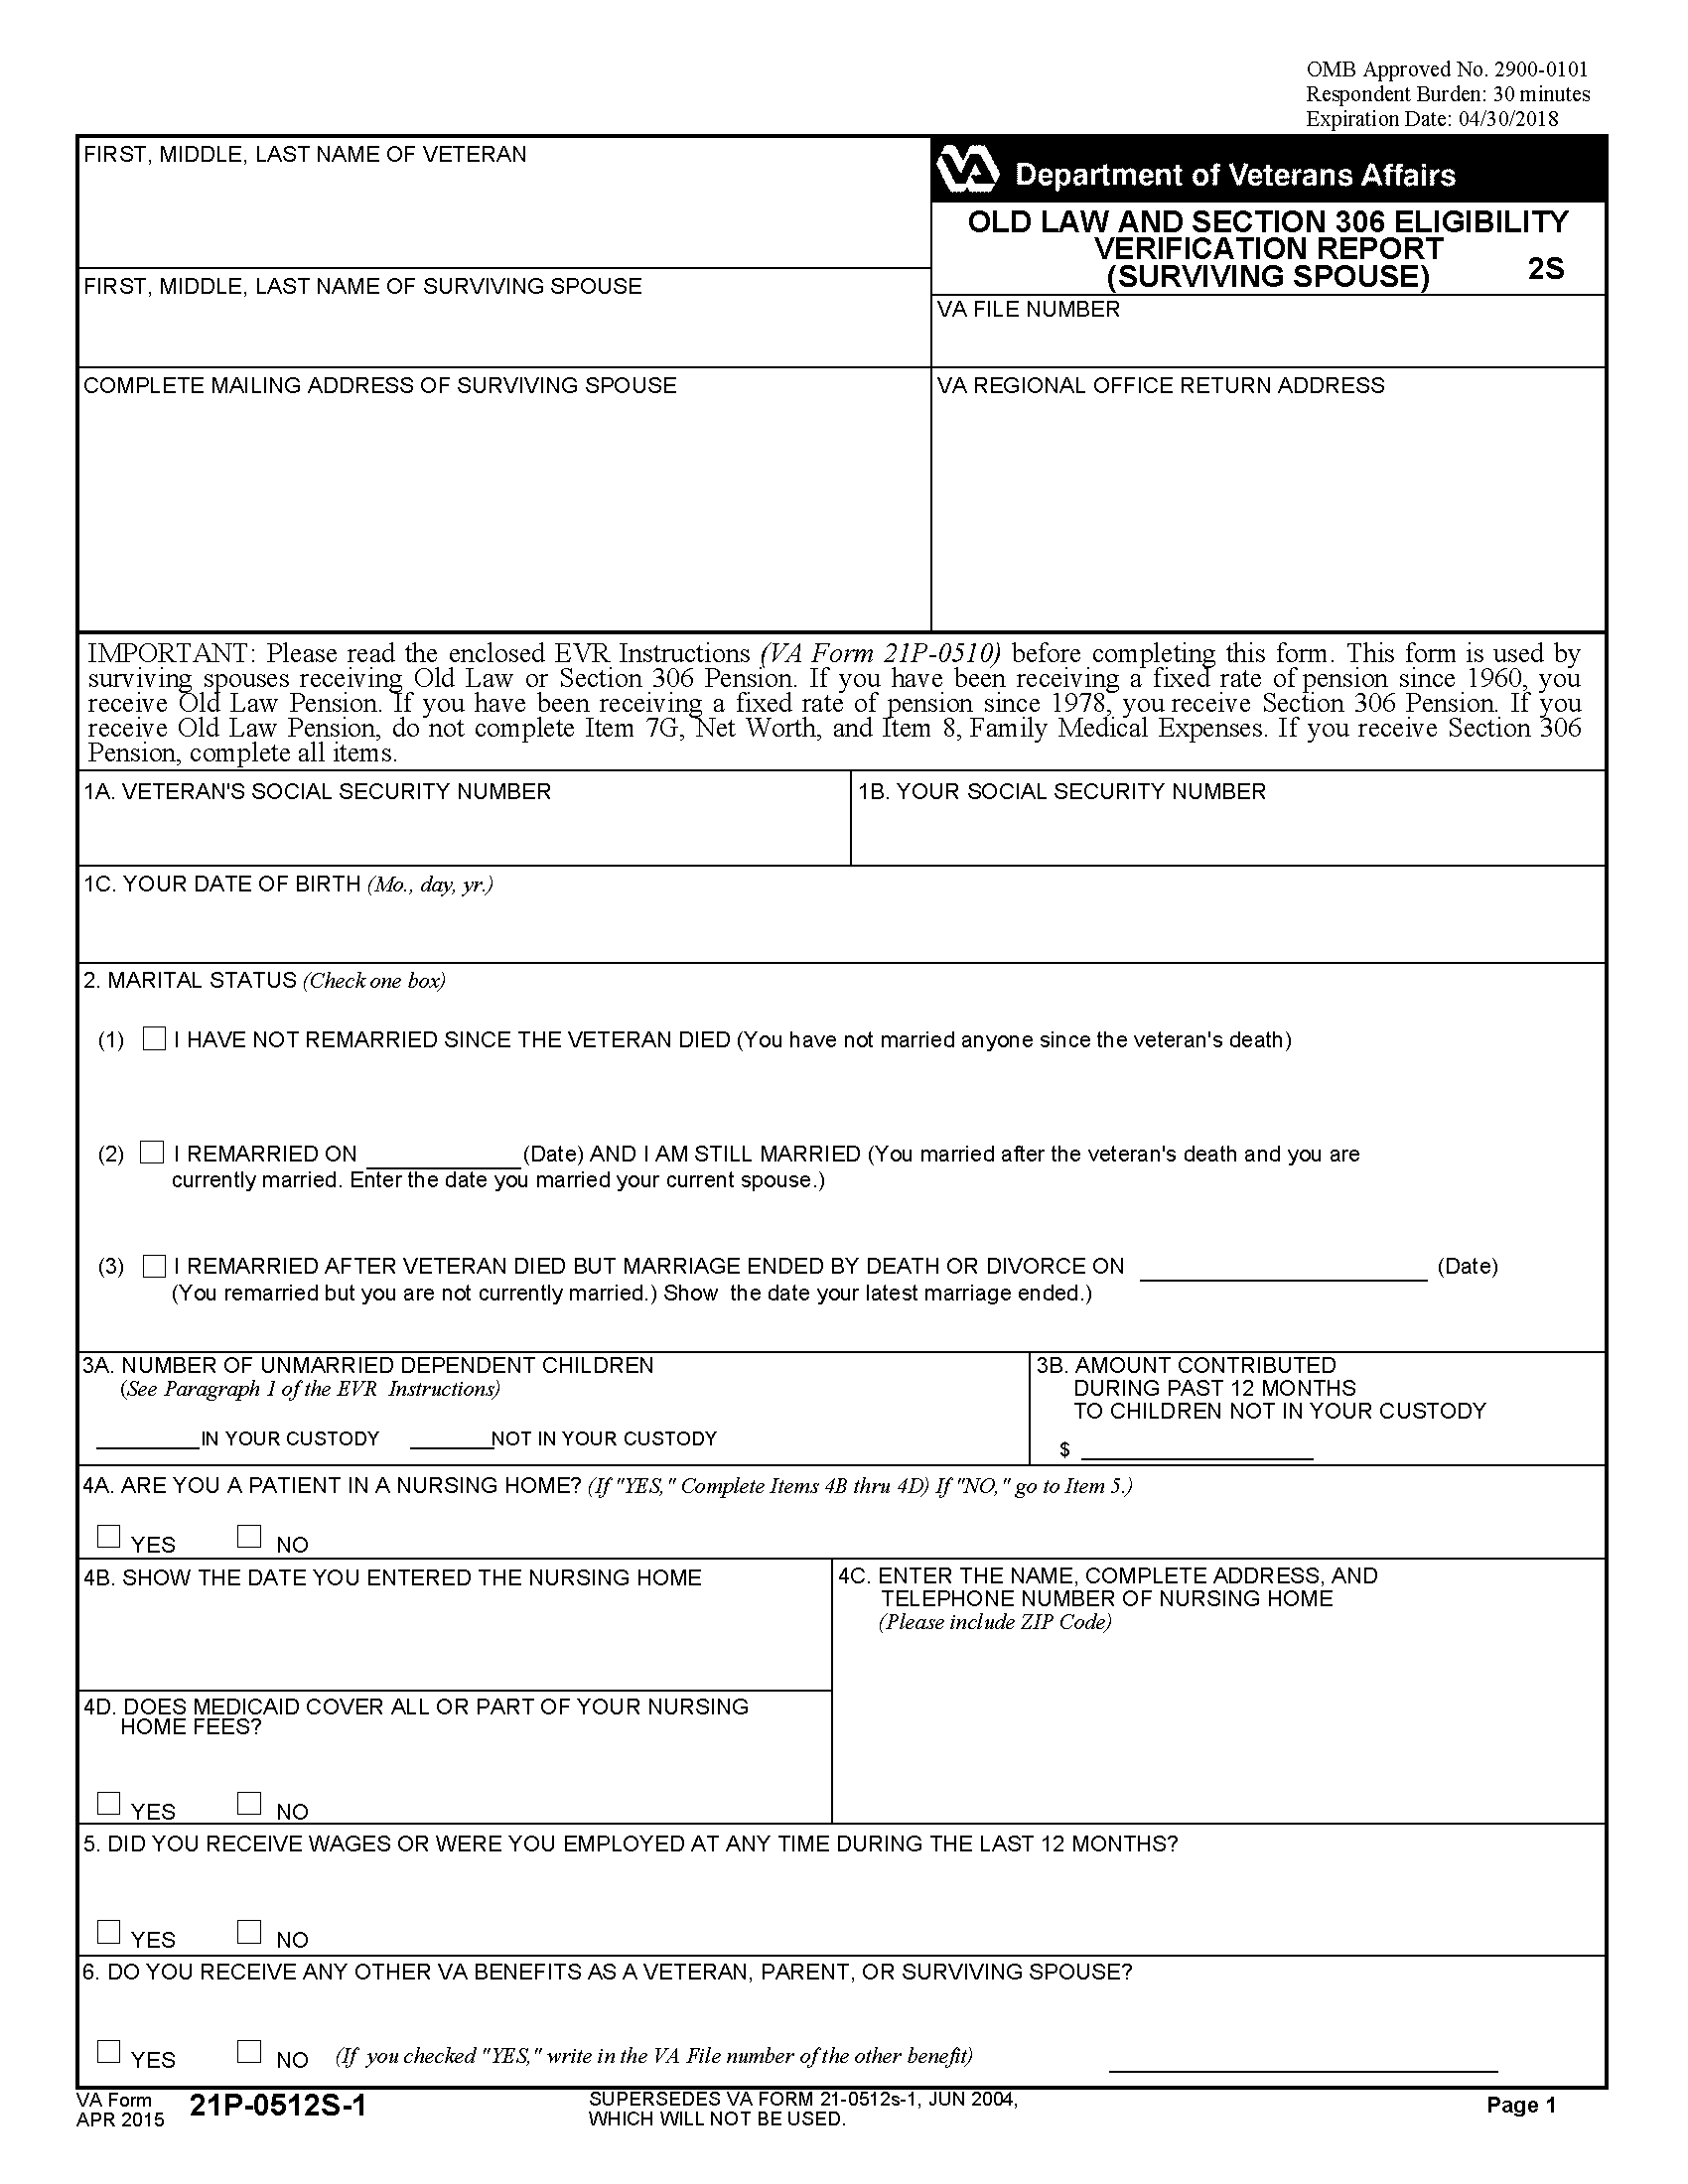 OMB Approved No. 2900-0101
Respondent Burden: 30 minutes
Expiration Date: 04/30/2018
FIRST, MIDDLE, LAST NAME OF VETERAN
VA Department of Veterans Affairs
OLD LAW AND SECTION 306 ELIGIBILITY
VERIFICATION REPORT
(SURVIVING SPOUSE) 2S
FIRST, MIDDLE, LAST NAME OF SURVIVING SPOUSE
VA FILE NUMBER
COMPLETE MAILING ADDRESS OF SURVIVING SPOUSE
VA REGIONAL OFFICE RETURN ADDRESS
IMPORTANT: Please read the enclosed EVR Instructions (VA Form 21P-0510) before completing this form. This form is used by
surviving spouses receiving Old Law or Section 306 Pension. If you have been receiving a fixed rate of pension since 1960, you
receive Old Law Pension. If you have been receiving a fixed rate of pension since 1978, you receive Section 306 Pension. If you
receive Old Law Pension, do not complete Item 7G, Net Worth, and Item 8, Family Medical Expenses. If you receive Section 306
Pension, complete all items.
1A. VETERAN'S SOCIAL SECURITY NUMBER
1B. YOUR SOCIAL SECURITY NUMBER
1C. YOUR DATE OF BIRTH (Mo., day, yr.)
2. MARITAL STATUS (Check one box)
(1) I HAVE NOT REMARRIED SINCE THE VETERAN DIED (You have not married anyone since the veteran's death)
(2) I REMARRIED ON (Date) AND I AM STILL MARRIED (You married after the veteran's death and you are
currently married. Enter the date you married your current spouse.)
(3) I REMARRIED AFTER VETERAN DIED BUT MARRIAGE ENDED BY DEATH OR DIVORCE ON (Date)
(You remarried but you are not currently married.) Show the date your latest marriage ended.)
3A. NUMBER OF UNMARRIED DEPENDENT CHILDREN
(See Paragraph 1 of the EVR Instructions)
IN YOUR CUSTODY NOT IN YOUR CUSTODY
3B. AMOUNT CONTRIBUTED
DURING PAST 12 MONTHS
TO CHILDREN NOT IN YOUR CUSTODY
$
4A. ARE YOU A PATIENT IN A NURSING HOME? (If "YES," Complete Items 4B thru 4D) If "NO," go to Item 5.)
YES NO
4B. SHOW THE DATE YOU ENTERED THE NURSING HOME
4C. ENTER THE NAME, COMPLETE ADDRESS, AND
TELEPHONE NUMBER OF NURSING HOME
(Please include ZIP Code)
4D. DOES MEDICAID COVER ALL OR PART OF YOUR NURSING
HOME FEES?
YES NO
5. DID YOU RECEIVE WAGES OR WERE YOU EMPLOYED AT ANY TIME DURING THE LAST 12 MONTHS?
YES NO
6. DO YOU RECEIVE ANY OTHER VA BENEFITS AS A VETERAN, PARENT, OR SURVIVING SPOUSE?
YES NO (If you checked "YES," write in the VA File number of the other benefit)
VA Form
APR 2015
21P-0512S-1
SUPERSEDES VA FORM 21-0512s-1, JUN 2004,
WHICH WILL NOT BE USED.
Page 1